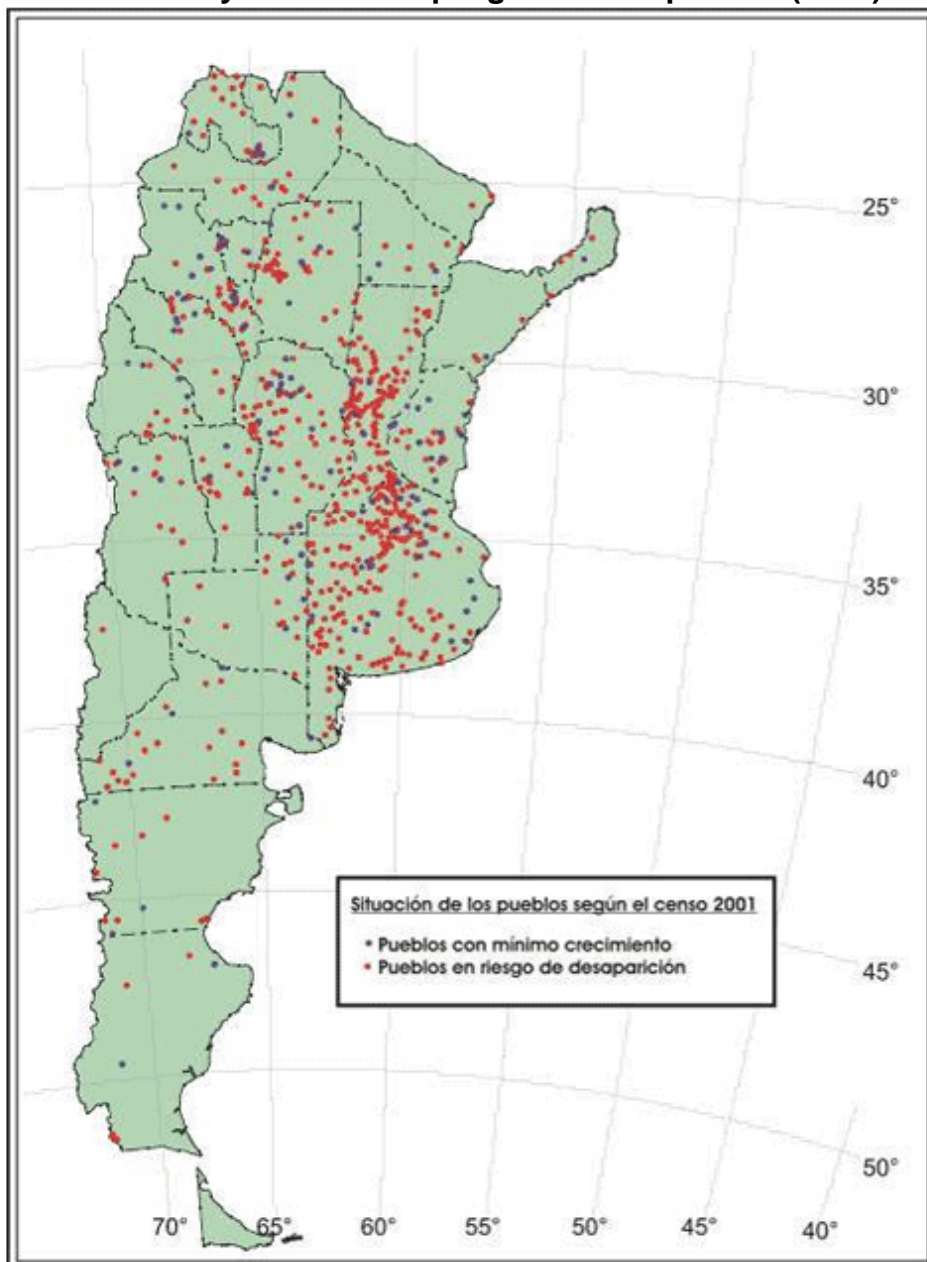 25°
30°
35°
40°
Situación de los pueblos según el censo 2001
• Pueblos con mínimo crecimiento
• Pueblos en riesgo de desaparición
45°
50°
70° 65° 60° 55° 50° 45° 40°